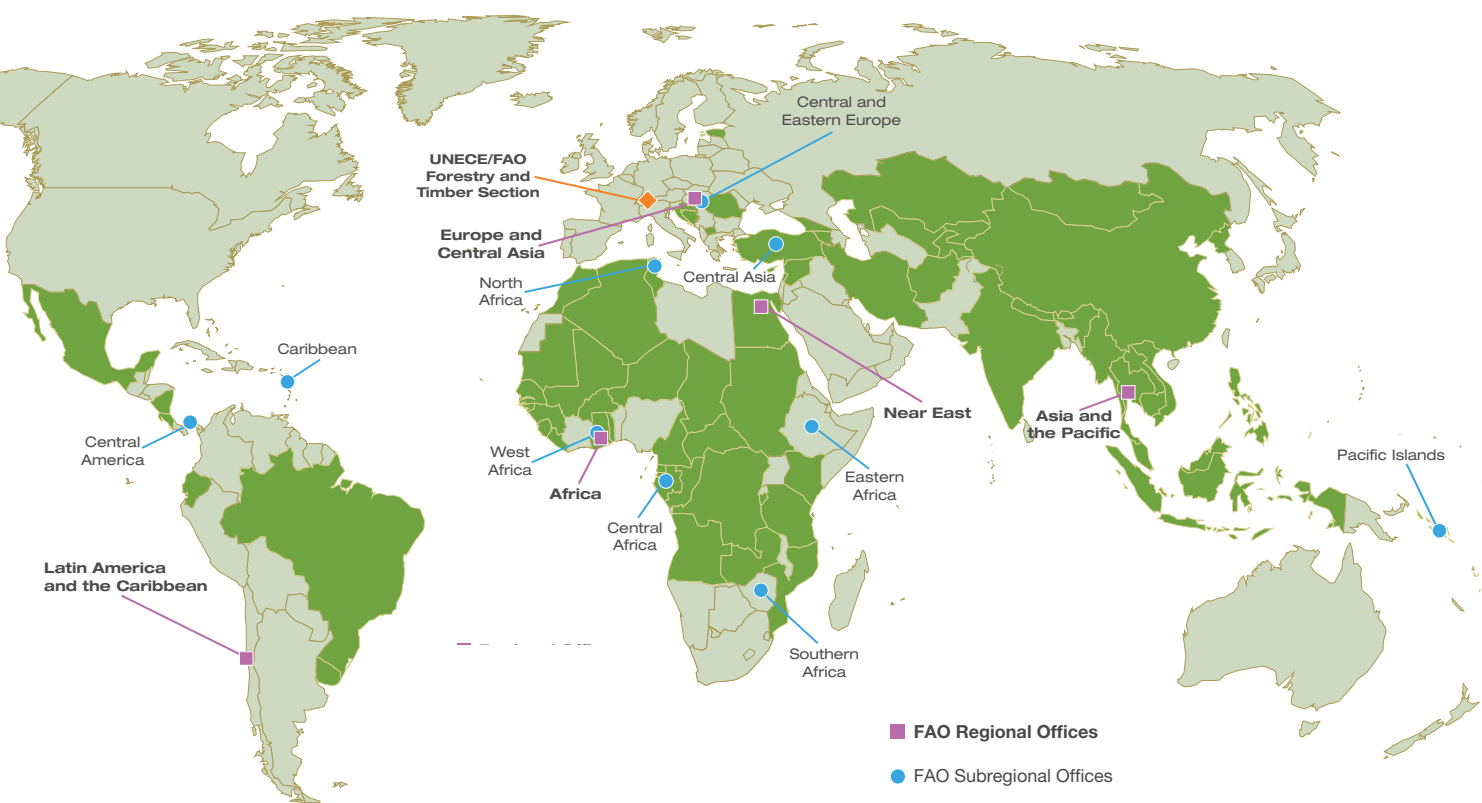 Central and
Eastern Europe
UNECE/FAO
Forestry and
Timber Section
Europe and
Central Asia
North
Africa
Central Asia
Caribbean
Near East
Asia and
the Pacific
Central
America
West
Africa
Africa
Eastern
Africa
Pacific Islands
Central
Africa
Latin America
and the Caribbean
Southern
Africa
FAO Regional Offices
FAO Subregional Offices